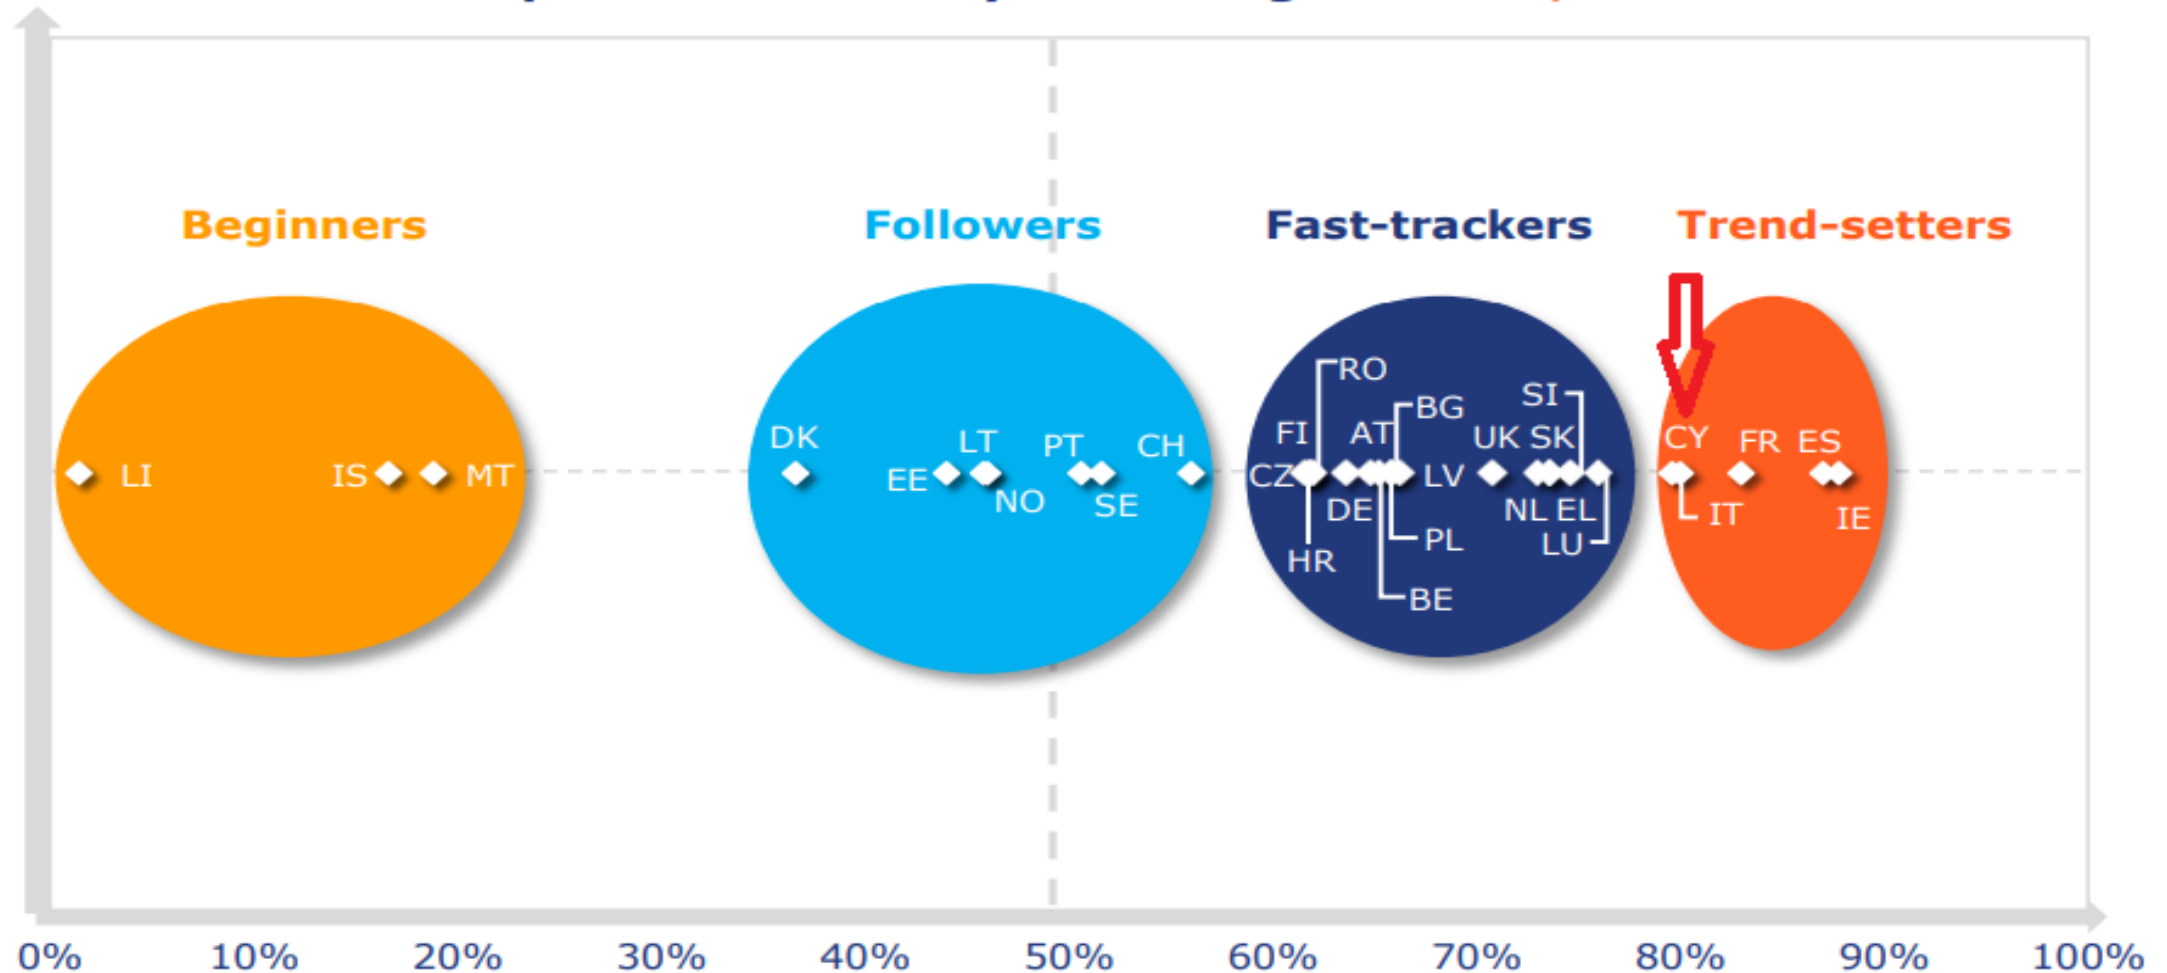 Beginners
Followers
Fast-trackers
Trend-setters
RO
SI
BG
FI
AT
UK
SK
CY
FR
ES
DK
LT
PT
CH
LI
IS
MT
EE
NO
SE
CZ
LV
DE
NL
EL
IT
IE
PL
LU
HR
BE
0%
10%
20%
30%
40%
50%
60%
70%
80%
90%
100%